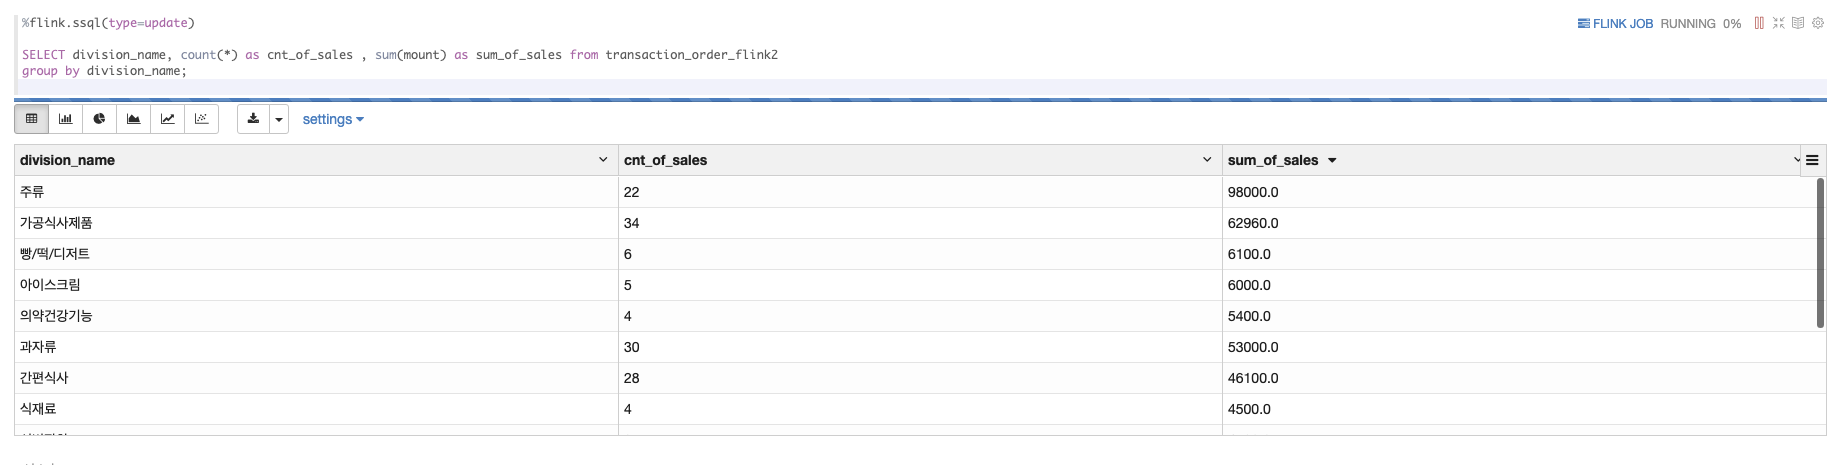 %flink.ssql(type=update)
FLINK JOB RUNNING 0%
SELECT division_name, count(*) as cnt_of_sales , sum(mount) as sum_of_sales from transaction_order_flink2
group by division_name;
settings
division_name cnt_of_sales sum_of_sales
주류 22 98000.0
가공식사제품 34 62960.0
빵/떡/디저트 6 6100.0
아이스크림 5 6000.0
의약건강기능 4 5400.0
과자류 30 53000.0
간편식사 28 46100.0
식재료 4 4500.0